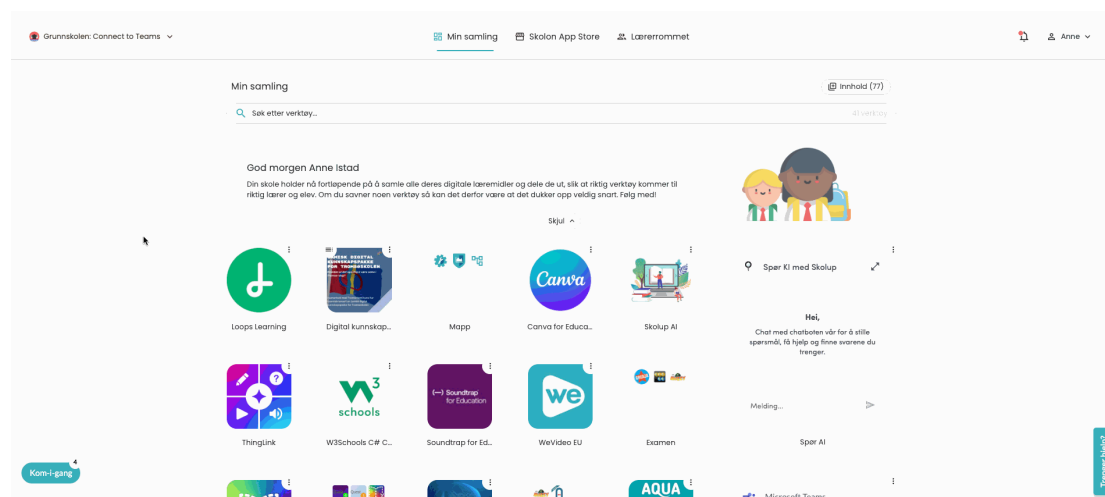 Grunnskolen: Connect to Teams
Min samling
Skolon App Store
Lærerrommet
Anne
Min samling
Innhold (77)
Søk etter verktøy...
41 verktøy
God morgen Anne Istad
Din skole holder nå fortløpende på å samle alle deres digitale læremidler og dele de ut, slik at riktig verktøy kommer til
riktig lærer og elev. Om du savner noen verktøy så kan det derfor være at det dukker opp veldig snart. Følg med!
Skjul
Canva
Loops Learning
Digital kunnskap...
Mapp
Canva for Educa...
Skolup AI
Spør KI med Skolup
Hei,
Chat med chatboten vår for å stille
spørsmål, få hjelp og finne svarene du
trenger.
Melding...
Spør AI
W3
schools
(—) Soundtrap
for Education
we
ThingLink
W3Schools C# C...
Soundtrap for Ed...
WeVideo EU
Examen
Kom-i-gang
4
AQUA
Microsoft Teams
Trenger hjelp?